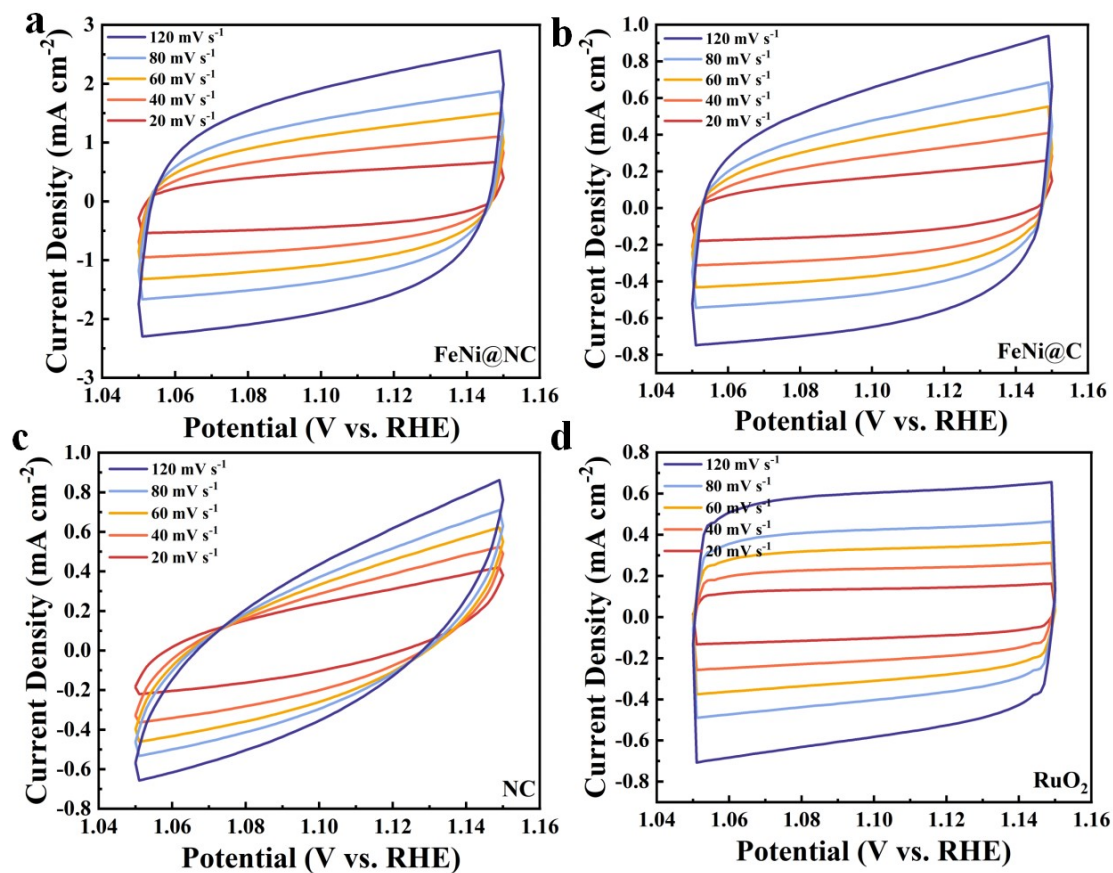 a
3
2
1
0
-1
-2
-3
Current Density (mA cm-2)
120 mV s-1
80 mV s-1
60 mV s-1
40 mV s-1
20 mV s-1
FeNi@NC
1.04 1.06 1.08 1.10 1.12 1.14 1.16
Potential (V vs. RHE)
b
1.0
0.8
0.6
0.4
0.2
0.0
-0.2
-0.4
-0.6
-0.8
Current Density (mA cm-2)
120 mV s-1
80 mV s-1
60 mV s-1
40 mV s-1
20 mV s-1
FeNi@C
1.04 1.06 1.08 1.10 1.12 1.14 1.16
Potential (V vs. RHE)
c
1.0
0.8
0.6
0.4
0.2
0.0
-0.2
-0.4
-0.6
-0.8
Current Density (mA cm-2)
120 mV s-1
80 mV s-1
60 mV s-1
40 mV s-1
20 mV s-1
NC
1.04 1.06 1.08 1.10 1.12 1.14 1.16
Potential (V vs. RHE)
d
0.8
0.6
0.4
0.2
0.0
-0.2
-0.4
-0.6
-0.8
Current Density (mA cm-2)
120 mV s-1
80 mV s-1
60 mV s-1
40 mV s-1
20 mV s-1
RuO2
1.04 1.06 1.08 1.10 1.12 1.14 1.16
Potential (V vs. RHE)